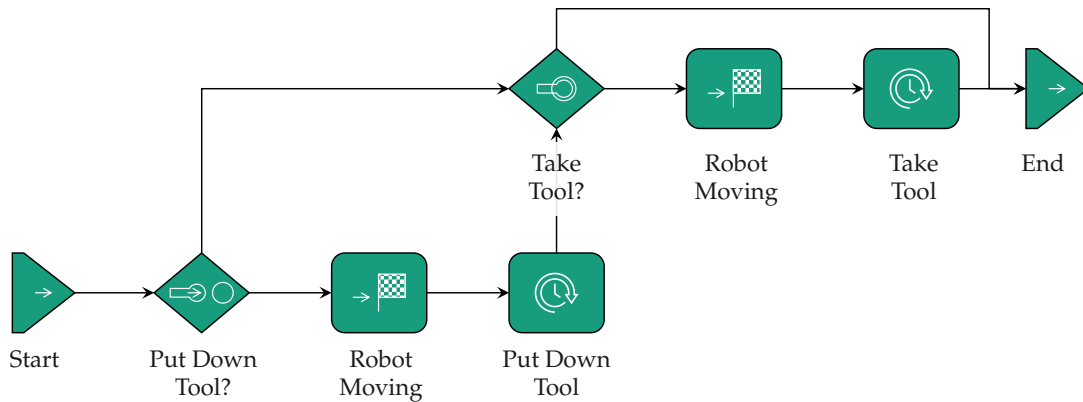 Take
Tool?
Robot
Moving
Take
Tool
End
Start
Put Down
Tool?
Robot
Moving
Put Down
Tool